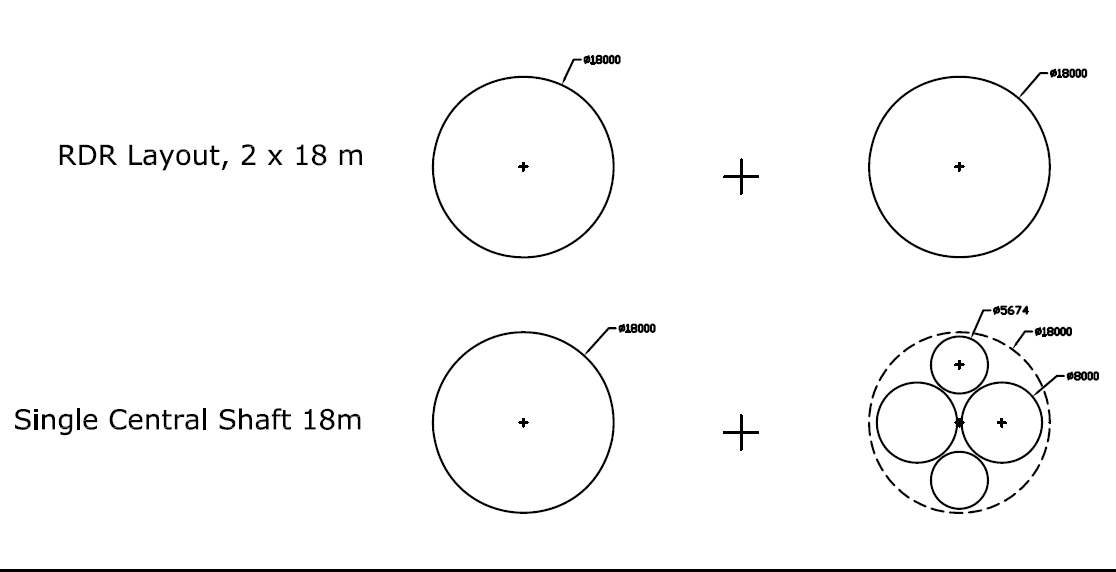 ø18000
ø18000
RDR Layout, 2 x 18 m
ø5674
ø18000
ø18000
ø8000
Single Central Shaft 18m